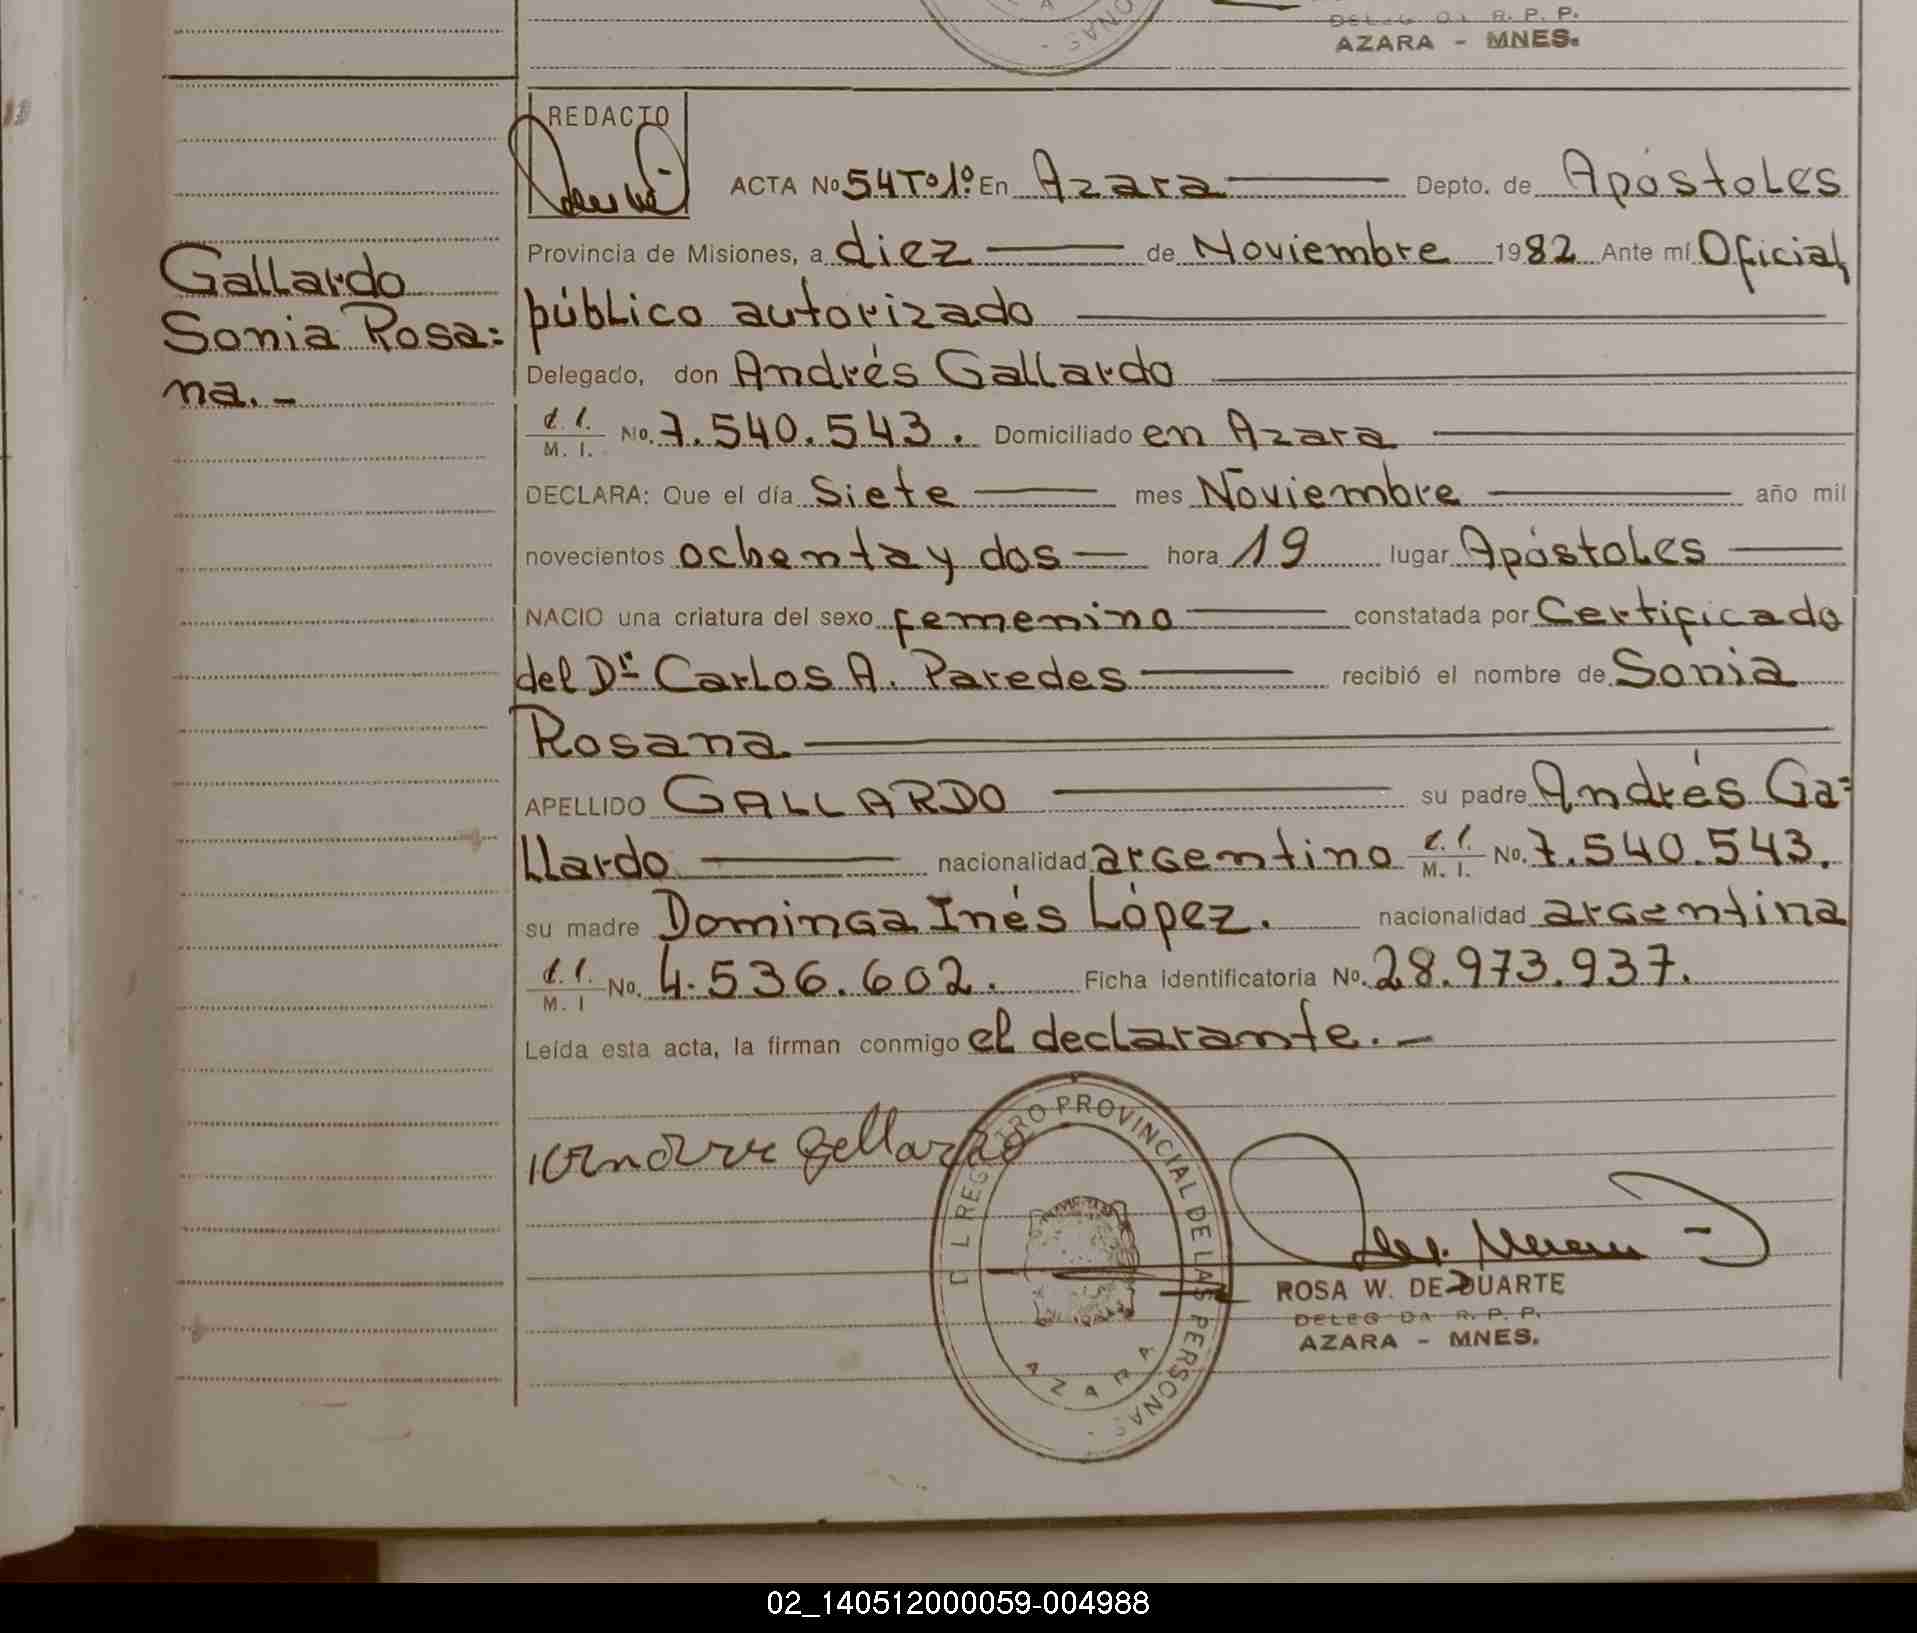 DELEG DA R. P. P.
AZARA - MNES.
REDACTO
ACTA No 54 Tº 1º En Azara Depto. de Apóstoles
Provincia de Misiones, a diez de Noviembre 1982 Ante mí Oficial
público autorizado
Delegado, don Andrés Gallardo
C. I. M. I. No. 7.540.543. Domiciliado en Azara
DECLARA: Que el día Siete mes Noviembre año mil
novecientos ochenta y dos hora 19 lugar Apóstoles
NACIO una criatura del sexo femenino constatada por Certificado
del Dr Carlos A. Paredes recibió el nombre de Sonia
Rosana
APELLIDO GALLARDO su padre Andrés Ga=
llardo nacionalidad argentino C. I. M. I. No. 7.540.543.
su madre Dominga Inés López. nacionalidad argentina
C. I. M. I No. 4.536.602. Ficha identificatoria No. 28.973.937.
Leída esta acta, la firman conmigo el declarante.-
Gallardo
Sonia Rosa=
na.-
Gallardo
REGISTRO PROVINCIAL DE LAS PERSONAS
AZARA
ROSA W. DE DUARTE
DELEG DA R. P. P.
AZARA - MNES.
02_140512000059-004988